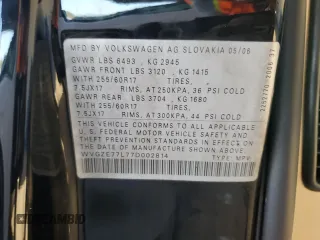 MFD. BY VOLKSWAGEN AG SLOVAKIA 05/06
GVWR LBS 6493 , KG 2945
GAWR FRONT LBS 3120 , KG 1415
WITH 255/60R17 TIRES,
7.5JX17 RIMS, AT 250KPA, 36 PSI COLD
GAWR REAR LBS 3704 , KG 1680
WITH 255/60R17 TIRES,
7.5JX17 RIMS, AT 300KPA, 44 PSI COLD
THIS VEHICLE CONFORMS TO ALL APPLICABLE
FEDERAL MOTOR VEHICLE SAFETY AND
THEFT PREVENTION STANDARDS IN EFFECT ON
THE DATE OF MANUFACTURE SHOWN ABOVE.
WVGZE77L77D002814
TYPE: MPV